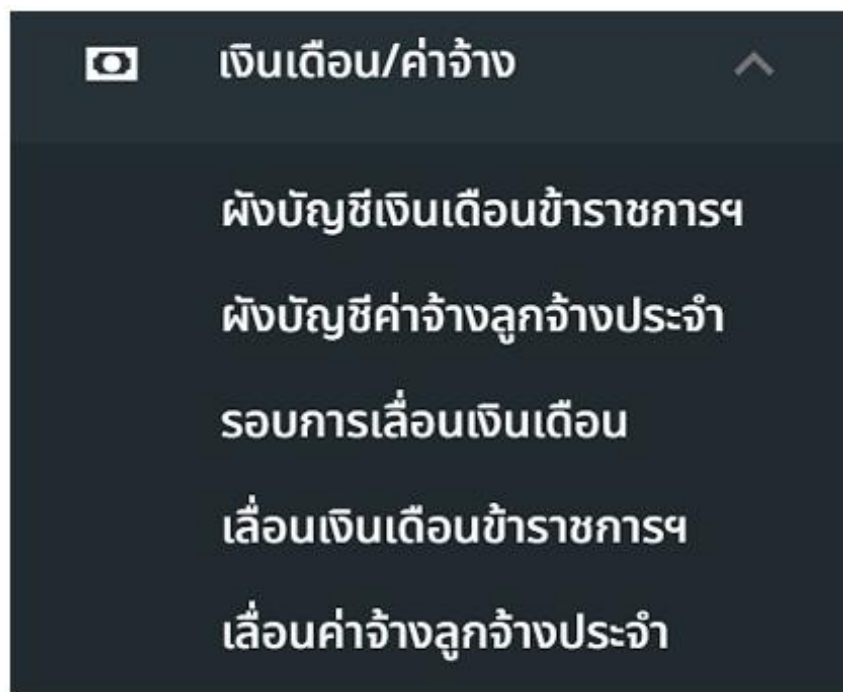 เงินเดือน/ค่าจ้าง
ผังบัญชีเงินเดือนข้าราชการฯ
ผังบัญชีค่าจ้างลูกจ้างประจำ
รอบการเลื่อนเงินเดือน
เลื่อนเงินเดือนข้าราชการฯ
เลื่อนค่าจ้างลูกจ้างประจำ